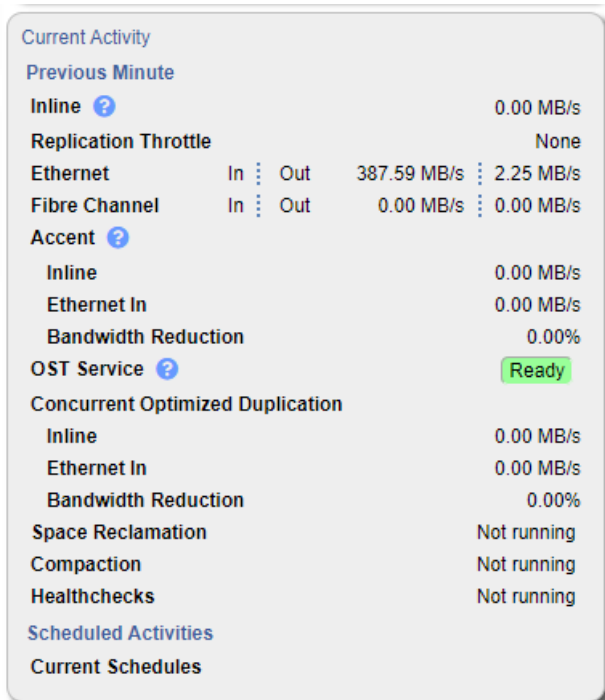 Current Activity
Previous Minute
Inline ? 0.00 MB/s
Replication Throttle None
Ethernet In Out 387.59 MB/s 2.25 MB/s
Fibre Channel In Out 0.00 MB/s 0.00 MB/s
Accent ?
Inline 0.00 MB/s
Ethernet In 0.00 MB/s
Bandwidth Reduction 0.00%
OST Service ? Ready
Concurrent Optimized Duplication
Inline 0.00 MB/s
Ethernet In 0.00 MB/s
Bandwidth Reduction 0.00%
Space Reclamation Not running
Compaction Not running
Healthchecks Not running
Scheduled Activities
Current Schedules